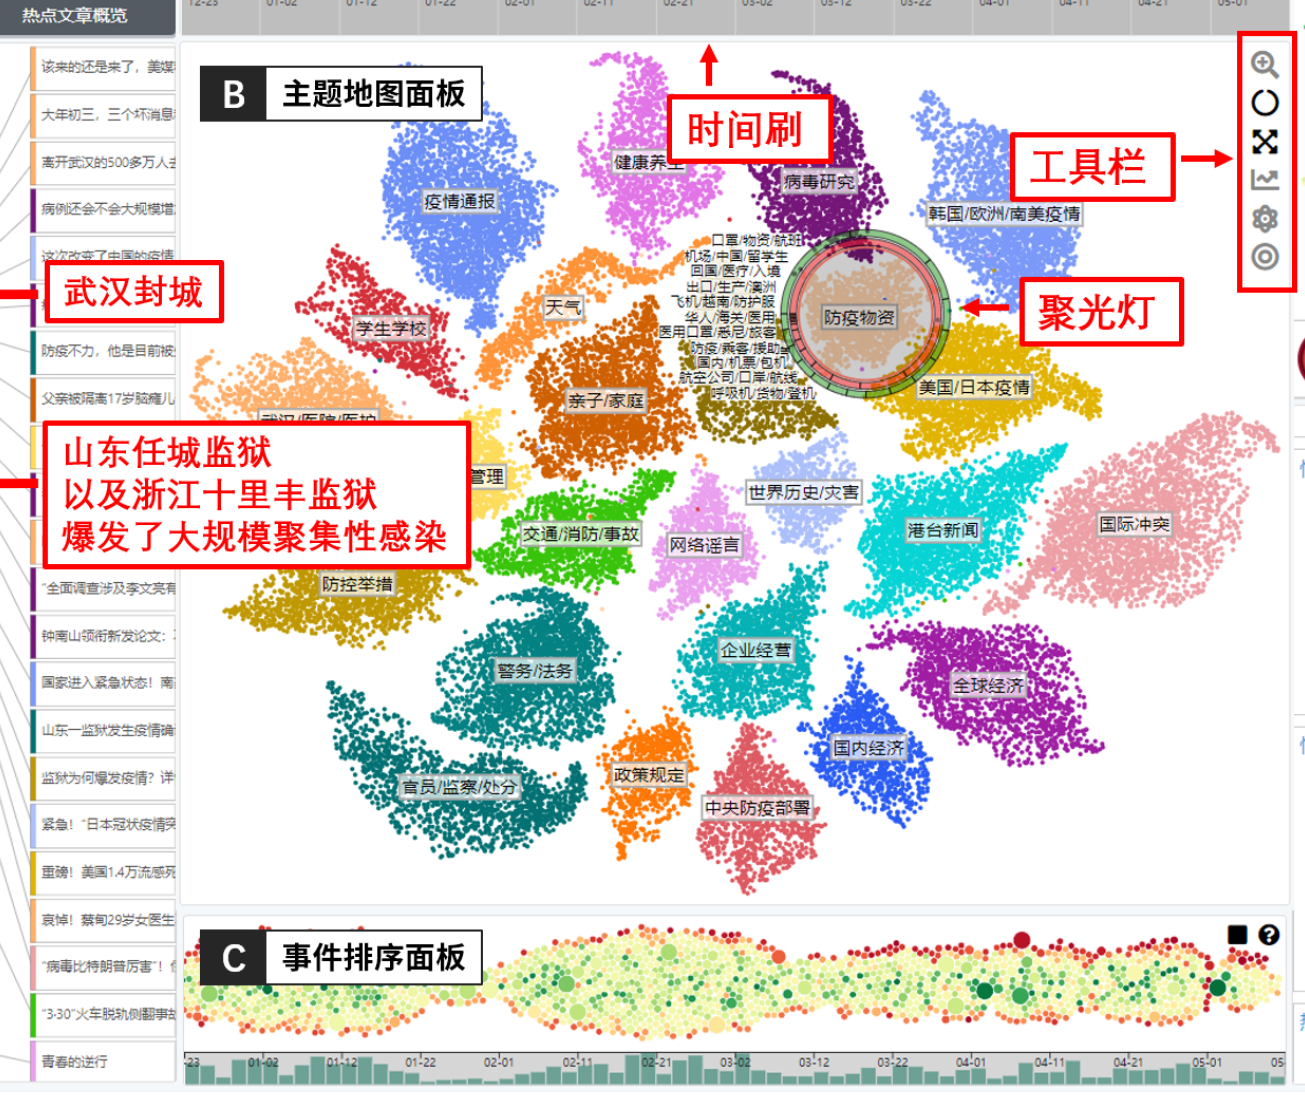 热点文章概览
12-23 01-02 01-12 01-22 02-01 02-11 02-21 03-02 03-12 03-22 04-01 04-11 04-21 05-01
该来的还是来了，美媒
大年初三，三个坏消息
离开武汉的500多万人去
病例还会不会大规模增
这次改变了中国的疫情
武汉封城
防疫不力，他是目前被
父亲被隔离17岁脑瘫儿
山东任城监狱
以及浙江十里丰监狱
爆发了大规模聚集性感染
“全面调查涉及李文亮有
钟南山领衔新发论文：
国家进入紧急状态！南
山东一监狱发生疫情确
监狱为何爆发疫情？详
紧急！“日本冠状疫情突
重磅！美国1.4万流感死
哀悼！蔡甸29岁女医生
“病毒比特朗普厉害”！
“3·30”火车脱轨侧翻事故
青春的逆行
B 主题地图面板
时间刷
工具栏
聚光灯
疫情通报
健康养生
病毒研究
韩国/欧洲/南美疫情
口罩/物资/航班
机场/中国/留学生
回国/医疗/入境
出口/生产/澳洲
飞机/越南/防护服
华人/海关/医用
医用口罩/悉尼/旅客
防疫/乘客/援助
国内/机票/包机
航空公司/口岸/航线
呼吸机/货物/登机
防疫物资
天气
学生学校
亲子/家庭
美国/日本疫情
武汉/医院/医护
管理
世界历史/灾害
交通/消防/事故
网络谣言
港台新闻
国际冲突
防控举措
警务/法务
企业经营
全球经济
国内经济
官员/监察/处分
政策规定
中央防疫部署
C 事件排序面板
-23 01-02 01-12 01-22 02-01 02-11 02-21 03-02 03-12 03-22 04-01 04-11 04-21 05-01 05-